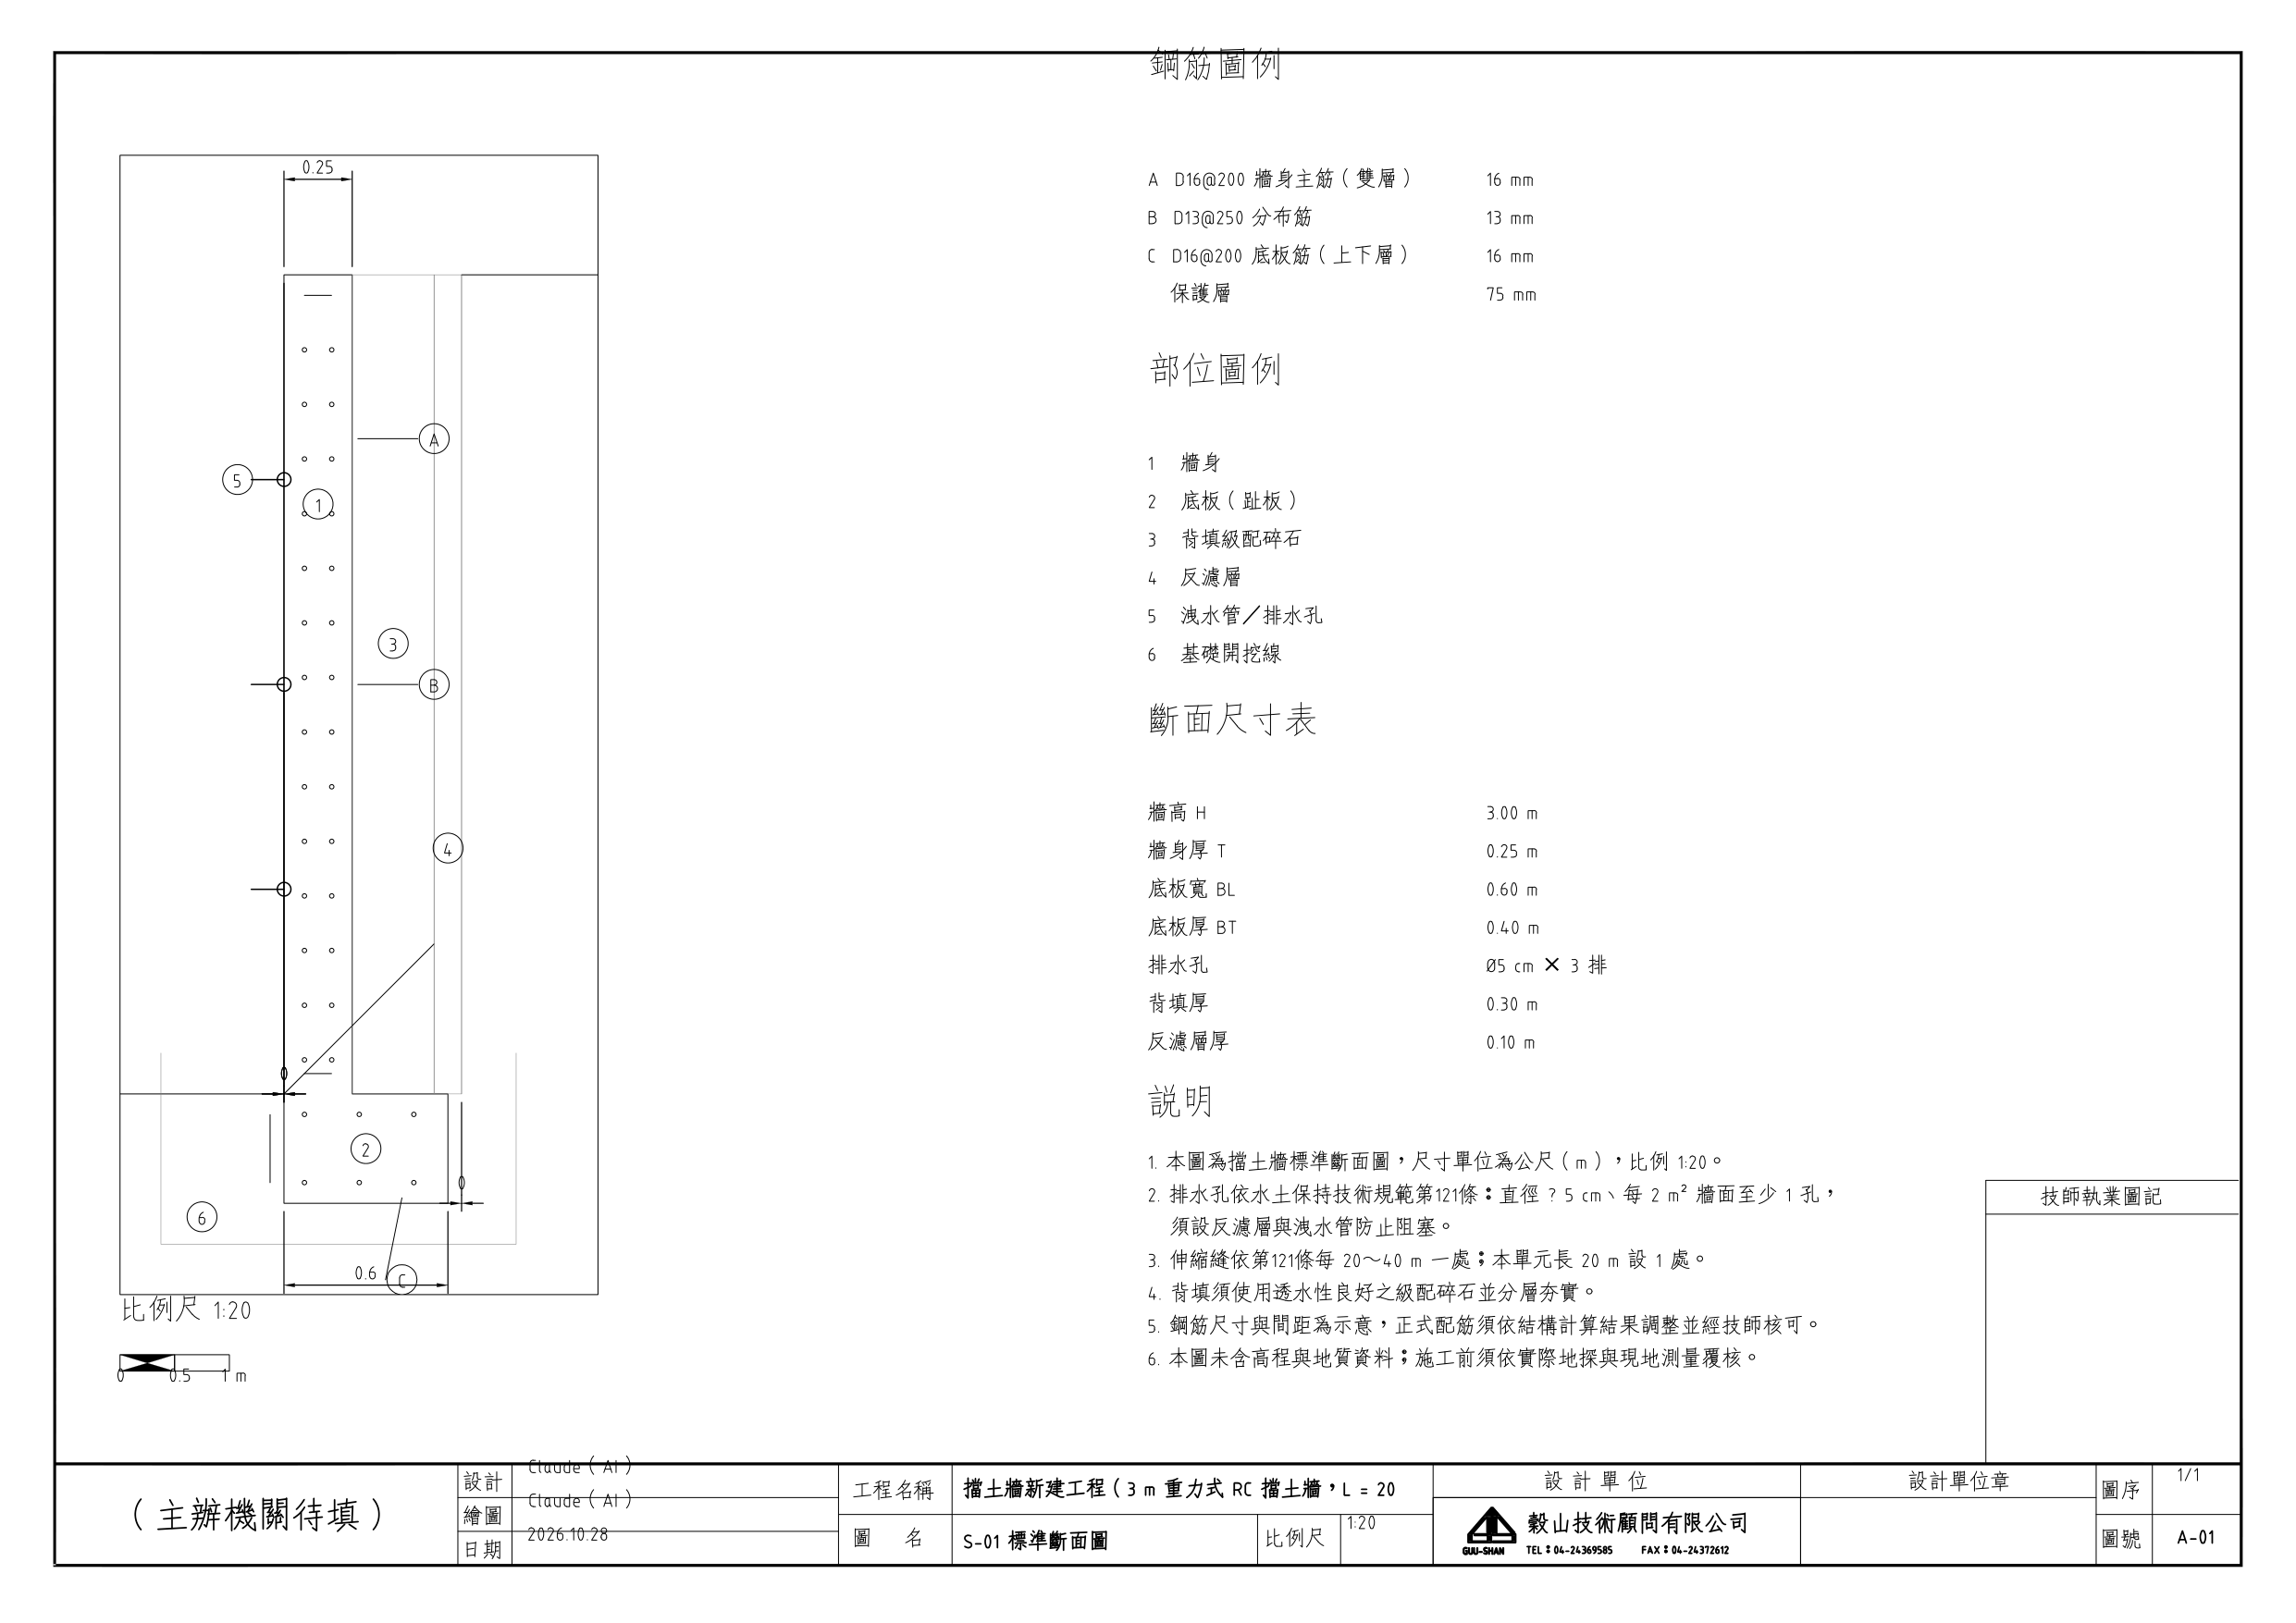 鋼筋圖例
A D16@200 牆身主筋（雙層） 16 mm
B D13@250 分布筋 13 mm
C D16@200 底板筋（上下層） 16 mm
保護層 75 mm
部位圖例
1 牆身
2 底板（趾板）
3 背填級配碎石
4 反濾層
5 洩水管／排水孔
6 基礎開挖線
斷面尺寸表
牆高 H 3.00 m
牆身厚 T 0.25 m
底板寬 BL 0.60 m
底板厚 BT 0.40 m
排水孔 Ø5 cm × 3 排
背填厚 0.30 m
反濾層厚 0.10 m
説明
1. 本圖為擋土牆標準斷面圖，尺寸單位為公尺（m），比例 1:20。
2. 排水孔依水土保持技術規範第121條：直徑 ? 5 cm、每 2 m² 牆面至少 1 孔，
須設反濾層與洩水管防止阻塞。
3. 伸縮縫依第121條每 20～40 m 一處；本單元長 20 m 設 1 處。
4. 背填須使用透水性良好之級配碎石並分層夯實。
5. 鋼筋尺寸與間距為示意，正式配筋須依結構計算結果調整並經技師核可。
6. 本圖未含高程與地質資料；施工前須依實際地探與現地測量覆核。
0.25
A
5
1
3
B
4
0
2
0
6
0.6
C
比例尺 1:20
0 0.5 1 m
技師執業圖記
（主辦機關待填）
設計 Claude（AI）
繪圖 Claude（AI）
日期 2026.10.28
工程名稱 擋土牆新建工程（3 m 重力式 RC 擋土牆，L = 20
圖 名 S-01 標準斷面圖
比例尺 1:20
設計單位
GUU-SHAN
穀山技術顧問有限公司
TEL：04-24369585 FAX：04-24372612
設計單位章
圖序 1/1
圖號 A-01